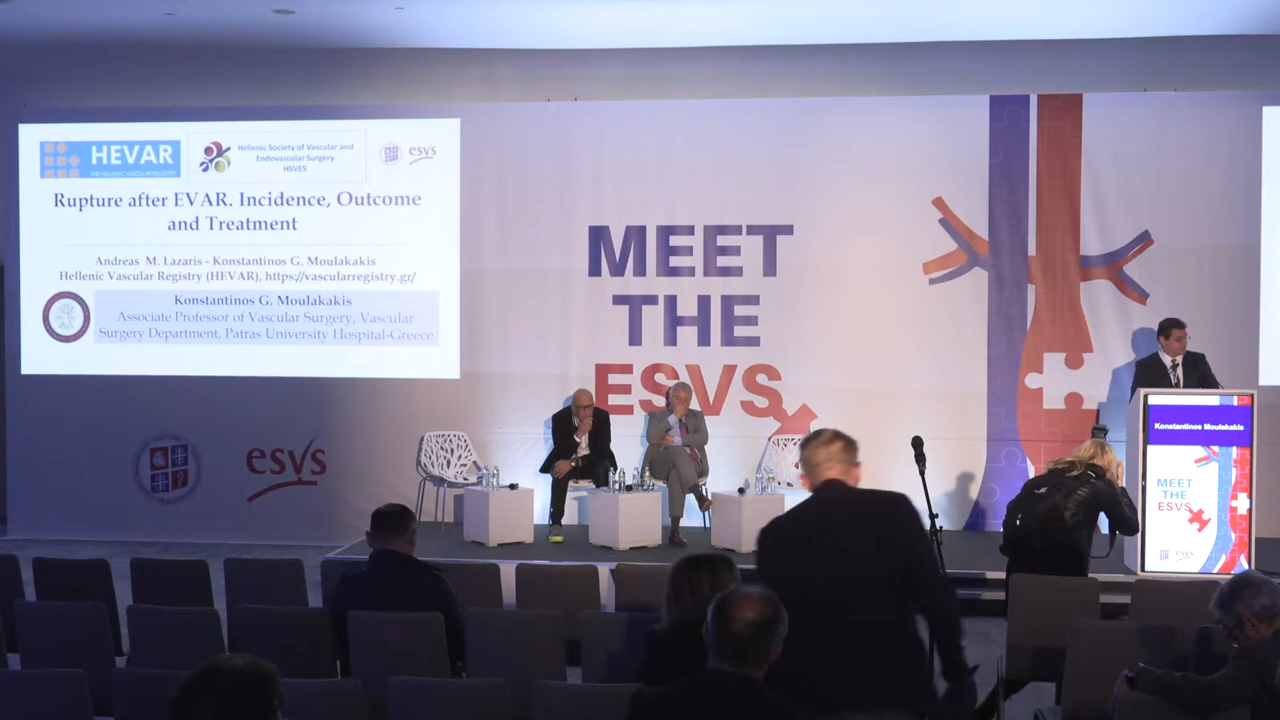 HEVAR
THE HELLENIC VASCULAR REGISTRY
Hellenic Society of Vascular and
Endovascular Surgery
HSVES
esvs
Rupture after EVAR. Incidence, Outcome
and Treatment
Andreas M. Lazaris - Konstantinos G. Moulakakis
Hellenic Vascular Registry (HEVAR), https://vascularregistry.gr/
Konstantinos G. Moulakakis
Associate Professor of Vascular Surgery, Vascular
Surgery Department, Patras University Hospital-Greece
MEET
THE
ESVS
esvs
Konstantinos Moulakakis
MEET
THE
ESVS
esvs